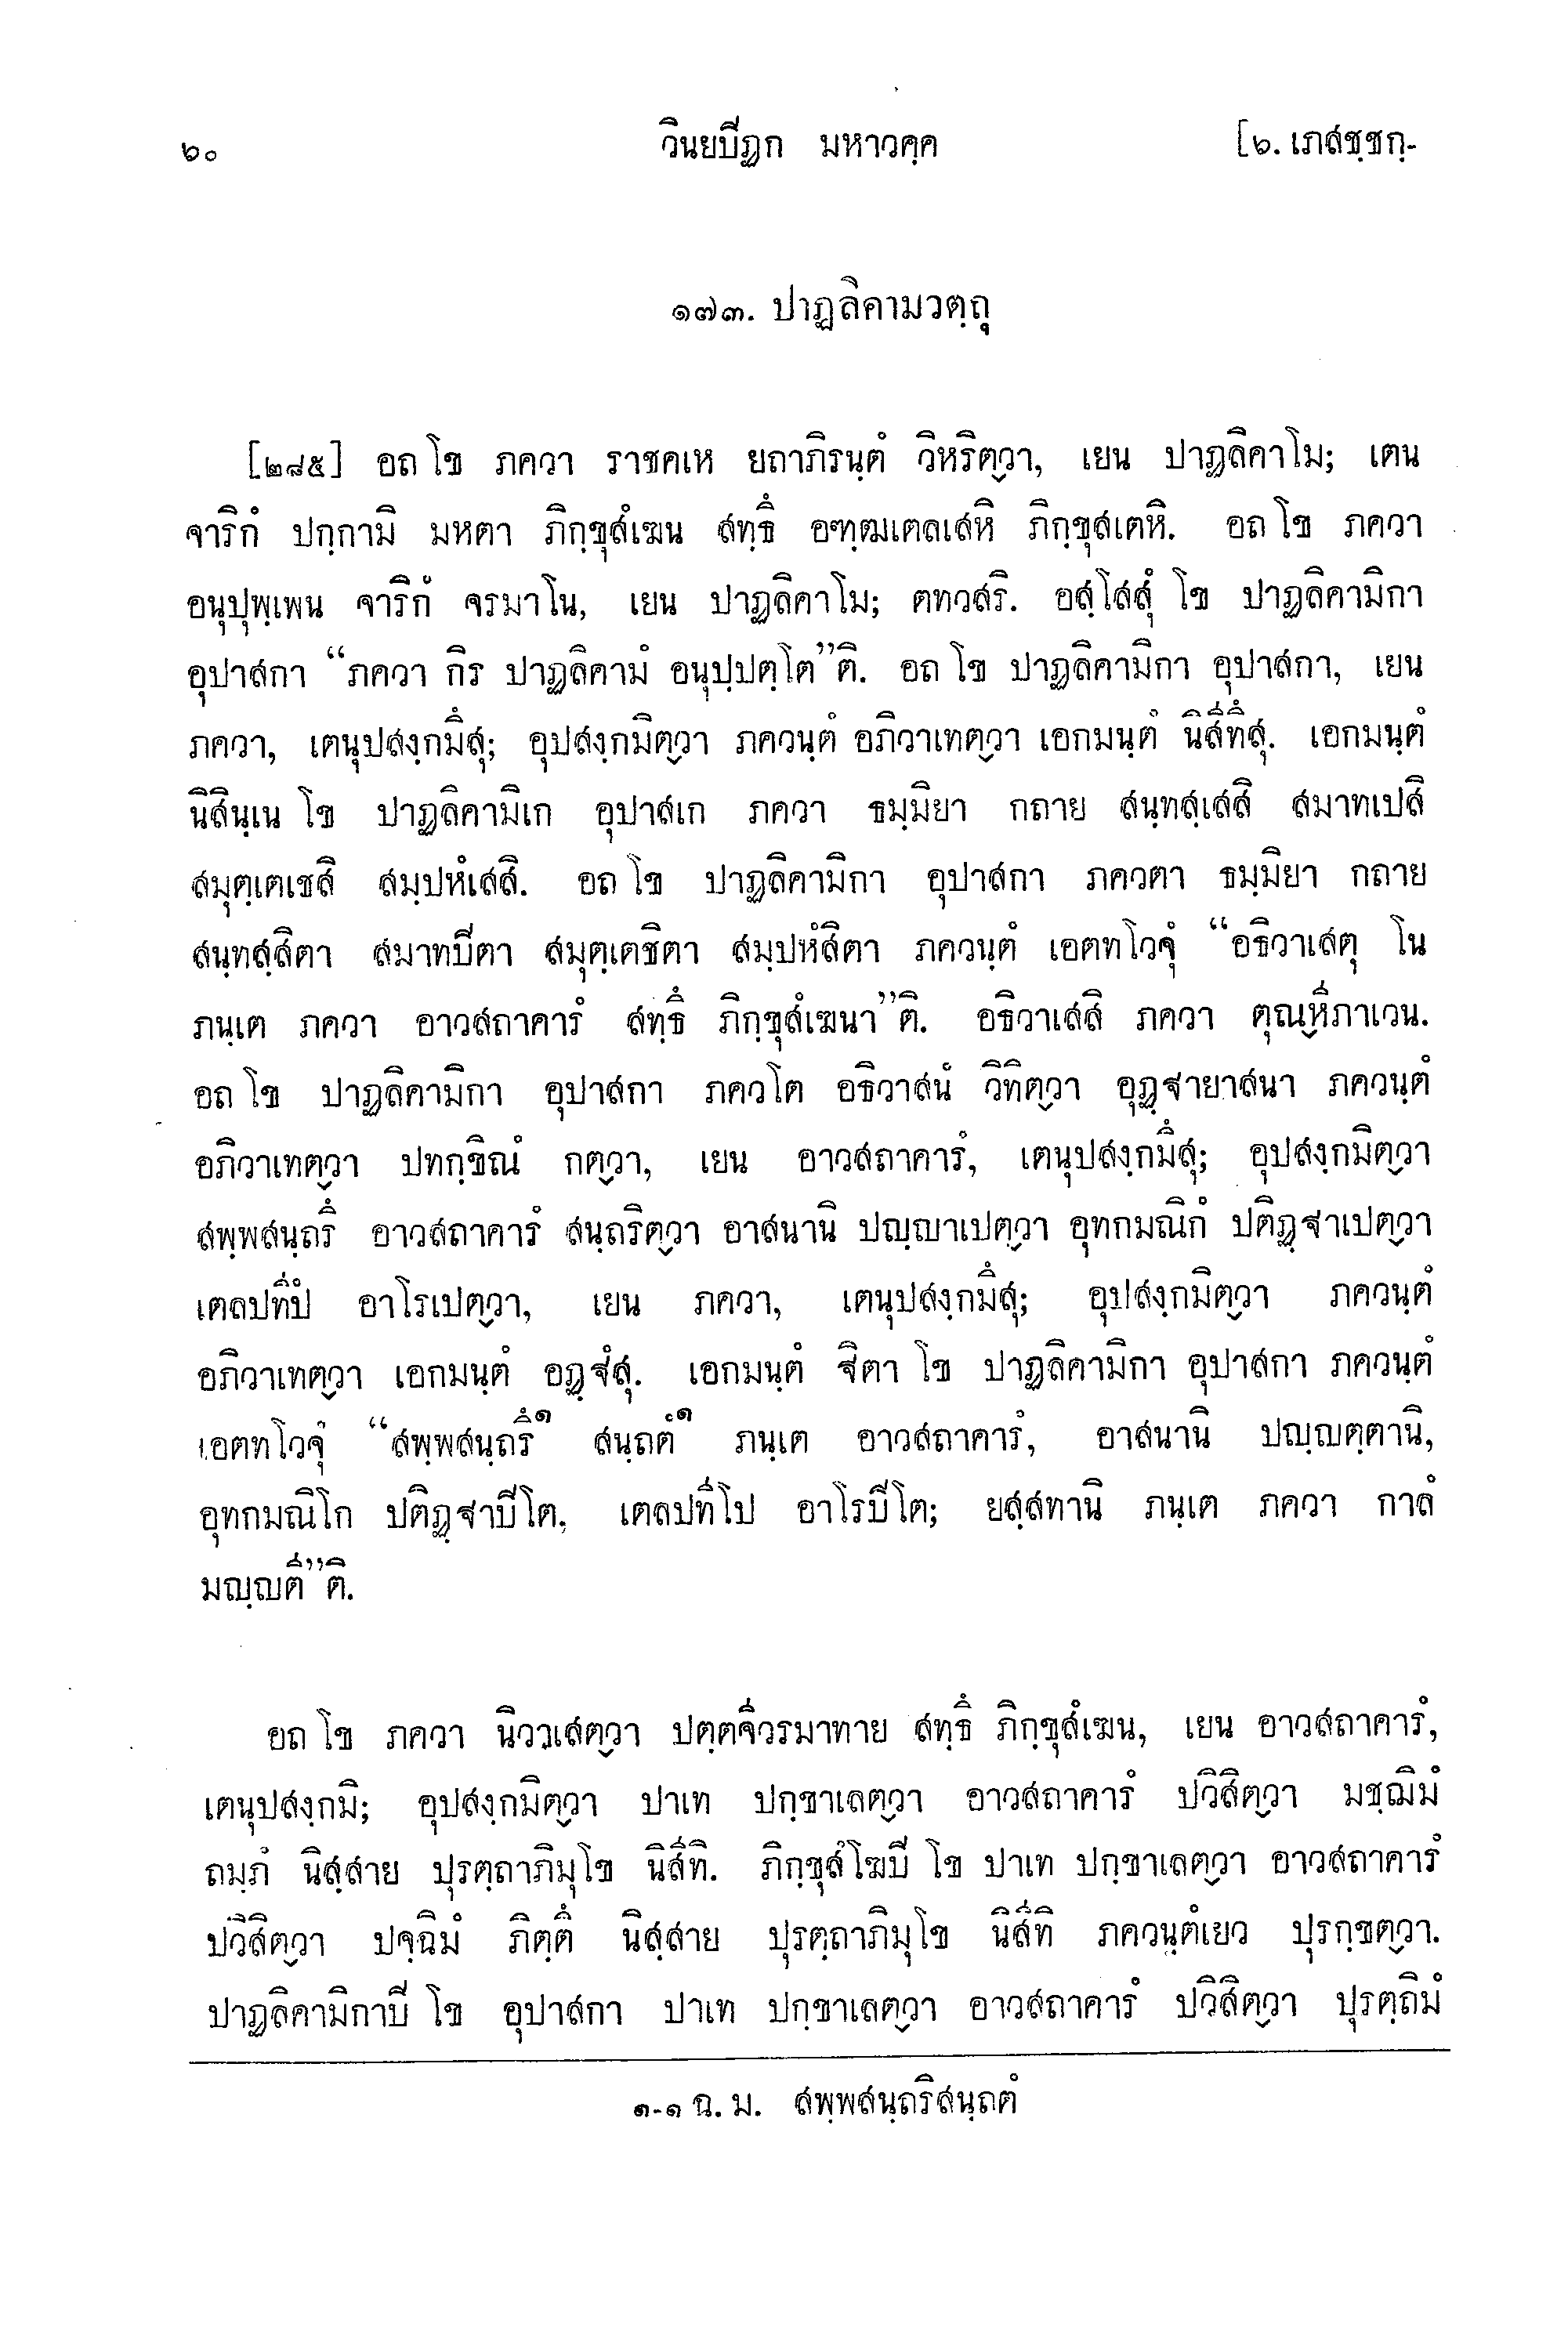 ๖๐ วินยปิฏก มหาวคฺค [๖. เภสชฺชกฺ-
๑๗๓. ปาฏลิคามวตฺถุ
[๒๘๕] อถ โข ภควา ราชคเห ยถาภิรนฺตํ วิหริตฺวา, เยน ปาฏลิคาโม; เตน
จาริกํ ปกฺกามิ มหตา ภิกฺขุสํเฆน สทฺธึ อฑฺฒเตลเสหิ ภิกฺขุสเตหิ. อถ โข ภควา
อนุปุพฺเพน จาริกํ จรมาโน, เยน ปาฏลิคาโม; ตทวสริ. อสฺโสสุํ โข ปาฏลิคามิกา
อุปาสกา “ภควา กิร ปาฏลิคามํ อนุปฺปตฺโต”ติ. อถ โข ปาฏลิคามิกา อุปาสกา, เยน
ภควา, เตนุปสงฺกมึสุ; อุปสงฺกมิตฺวา ภควนฺตํ อภิวาเทตฺวา เอกมนฺตํ นิสีทึสุ. เอกมนฺตํ
นิสินฺเน โข ปาฏลิคามิเก อุปาสเก ภควา ธมฺมิยา กถาย สนฺทสฺเสสิ สมาทเปสิ
สมุตฺเตเชสิ สมฺปหํเสสิ. อถ โข ปาฏลิคามิกา อุปาสกา ภควตา ธมฺมิยา กถาย
สนฺทสฺสิตา สมาทปิตา สมุตฺเตชิตา สมฺปหํสิตา ภควนฺตํ เอตทโวจุํ “อธิวาเสตุ โน
ภนฺเต ภควา อาวสถาคารํ สทฺธึ ภิกฺขุสํเฆนา”ติ. อธิวาเสสิ ภควา ตุณฺหีภาเวน.
อถ โข ปาฏลิคามิกา อุปาสกา ภควโต อธิวาสนํ วิทิตฺวา อุฏฺฐายาสนา ภควนฺตํ
อภิวาเทตฺวา ปทกฺขิณํ กตฺวา, เยน อาวสถาคารํ, เตนุปสงฺกมึสุ; อุปสงฺกมิตฺวา
สพฺพสนฺถรึ อาวสถาคารํ สนฺถริตฺวา อาสนานิ ปญฺญาเปตฺวา อุทกมณิกํ ปติฏฺฐาเปตฺวา
เตลปทีปํ อาโรเปตฺวา, เยน ภควา, เตนุปสงฺกมึสุ; อุปสงฺกมิตฺวา ภควนฺตํ
อภิวาเทตฺวา เอกมนฺตํ อฏฺฐํสุ. เอกมนฺตํ ฐิตา โข ปาฏลิคามิกา อุปาสกา ภควนฺตํ
เอตทโวจุํ “สพฺพสนฺถรึ๑ สนฺถตํ๑ ภนฺเต อาวสถาคารํ, อาสนานิ ปญฺญตฺตานิ,
อุทกมณิโก ปติฏฺฐาปิโต, เตลปทีโป อาโรปิโต; ยสฺสทานิ ภนฺเต ภควา กาลํ
มญฺญตี”ติ.
อถ โข ภควา นิวาเสตฺวา ปตฺตจีวรมาทาย สทฺธึ ภิกฺขุสํเฆน, เยน อาวสถาคารํ,
เตนุปสงฺกมิ; อุปสงฺกมิตฺวา ปาเท ปกฺขาเลตฺวา อาวสถาคารํ ปวิสิตฺวา มชฺฌิมํ
ถมฺภํ นิสฺสาย ปุรตฺถาภิมุโข นิสีทิ. ภิกฺขุสํโฆปิ โข ปาเท ปกฺขาเลตฺวา อาวสถาคารํ
ปวิสิตฺวา ปจฺฉิมํ ภิตฺตึ นิสฺสาย ปุรตฺถาภิมุโข นิสีทิ ภควนฺตํเยว ปุรกฺขตฺวา.
ปาฏลิคามิกาปิ โข อุปาสกา ปาเท ปกฺขาเลตฺวา อาวสถาคารํ ปวิสิตฺวา ปุรตฺถิมํ
๑-๑ ฉ. ม. สพฺพสนฺถริสนฺถตํ